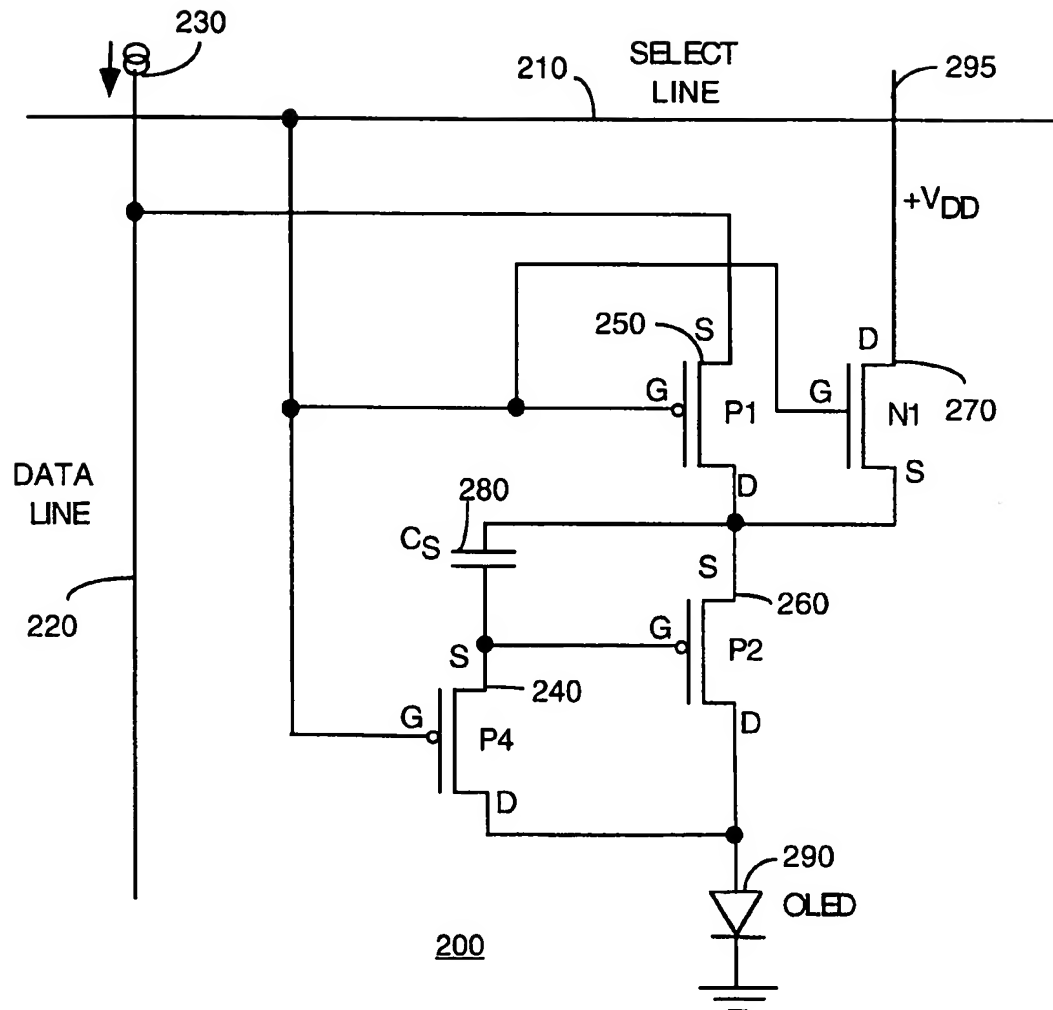 230
SELECT
LINE
210
295
+VDD
250
S
D
G
P1
G
N1
270
D
S
DATA
LINE
280
CS
S
260
220
G
P2
S
240
G
P4
D
D
290
OLED
200